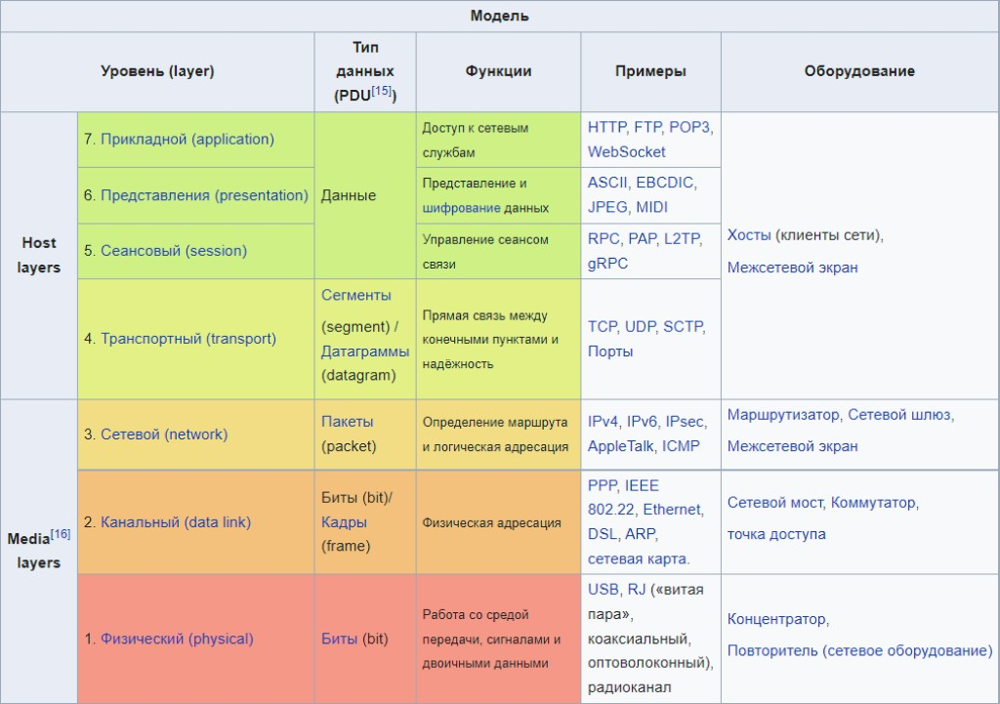 Модель
Уровень (layer)
Тип
данных
(PDU[15])
Функции
Примеры
Оборудование
Host
layers
7. Прикладной (application)
Данные
Доступ к сетевым
службам
HTTP, FTP, POP3,
WebSocket
Хосты (клиенты сети),
Межсетевой экран
6. Представления (presentation)
Представление и
шифрование данных
ASCII, EBCDIC,
JPEG, MIDI
5. Сеансовый (session)
Управление сеансом
связи
RPC, PAP, L2TP,
gRPC
4. Транспортный (transport)
Сегменты
(segment) /
Датаграммы
(datagram)
Прямая связь между
конечными пунктами и
надёжность
TCP, UDP, SCTP,
Порты
Media[16]
layers
3. Сетевой (network)
Пакеты
(packet)
Определение маршрута
и логическая адресация
IPv4, IPv6, IPsec,
AppleTalk, ICMP
Маршрутизатор, Сетевой шлюз,
Межсетевой экран
2. Канальный (data link)
Биты (bit)/
Кадры
(frame)
Физическая адресация
PPP, IEEE
802.22, Ethernet,
DSL, ARP,
сетевая карта.
Сетевой мост, Коммутатор,
точка доступа
1. Физический (physical)
Биты (bit)
Работа со средой
передачи, сигналами и
двоичными данными
USB, RJ («витая
пара»,
коаксиальный,
оптоволоконный),
радиоканал
Концентратор,
Повторитель (сетевое оборудование)